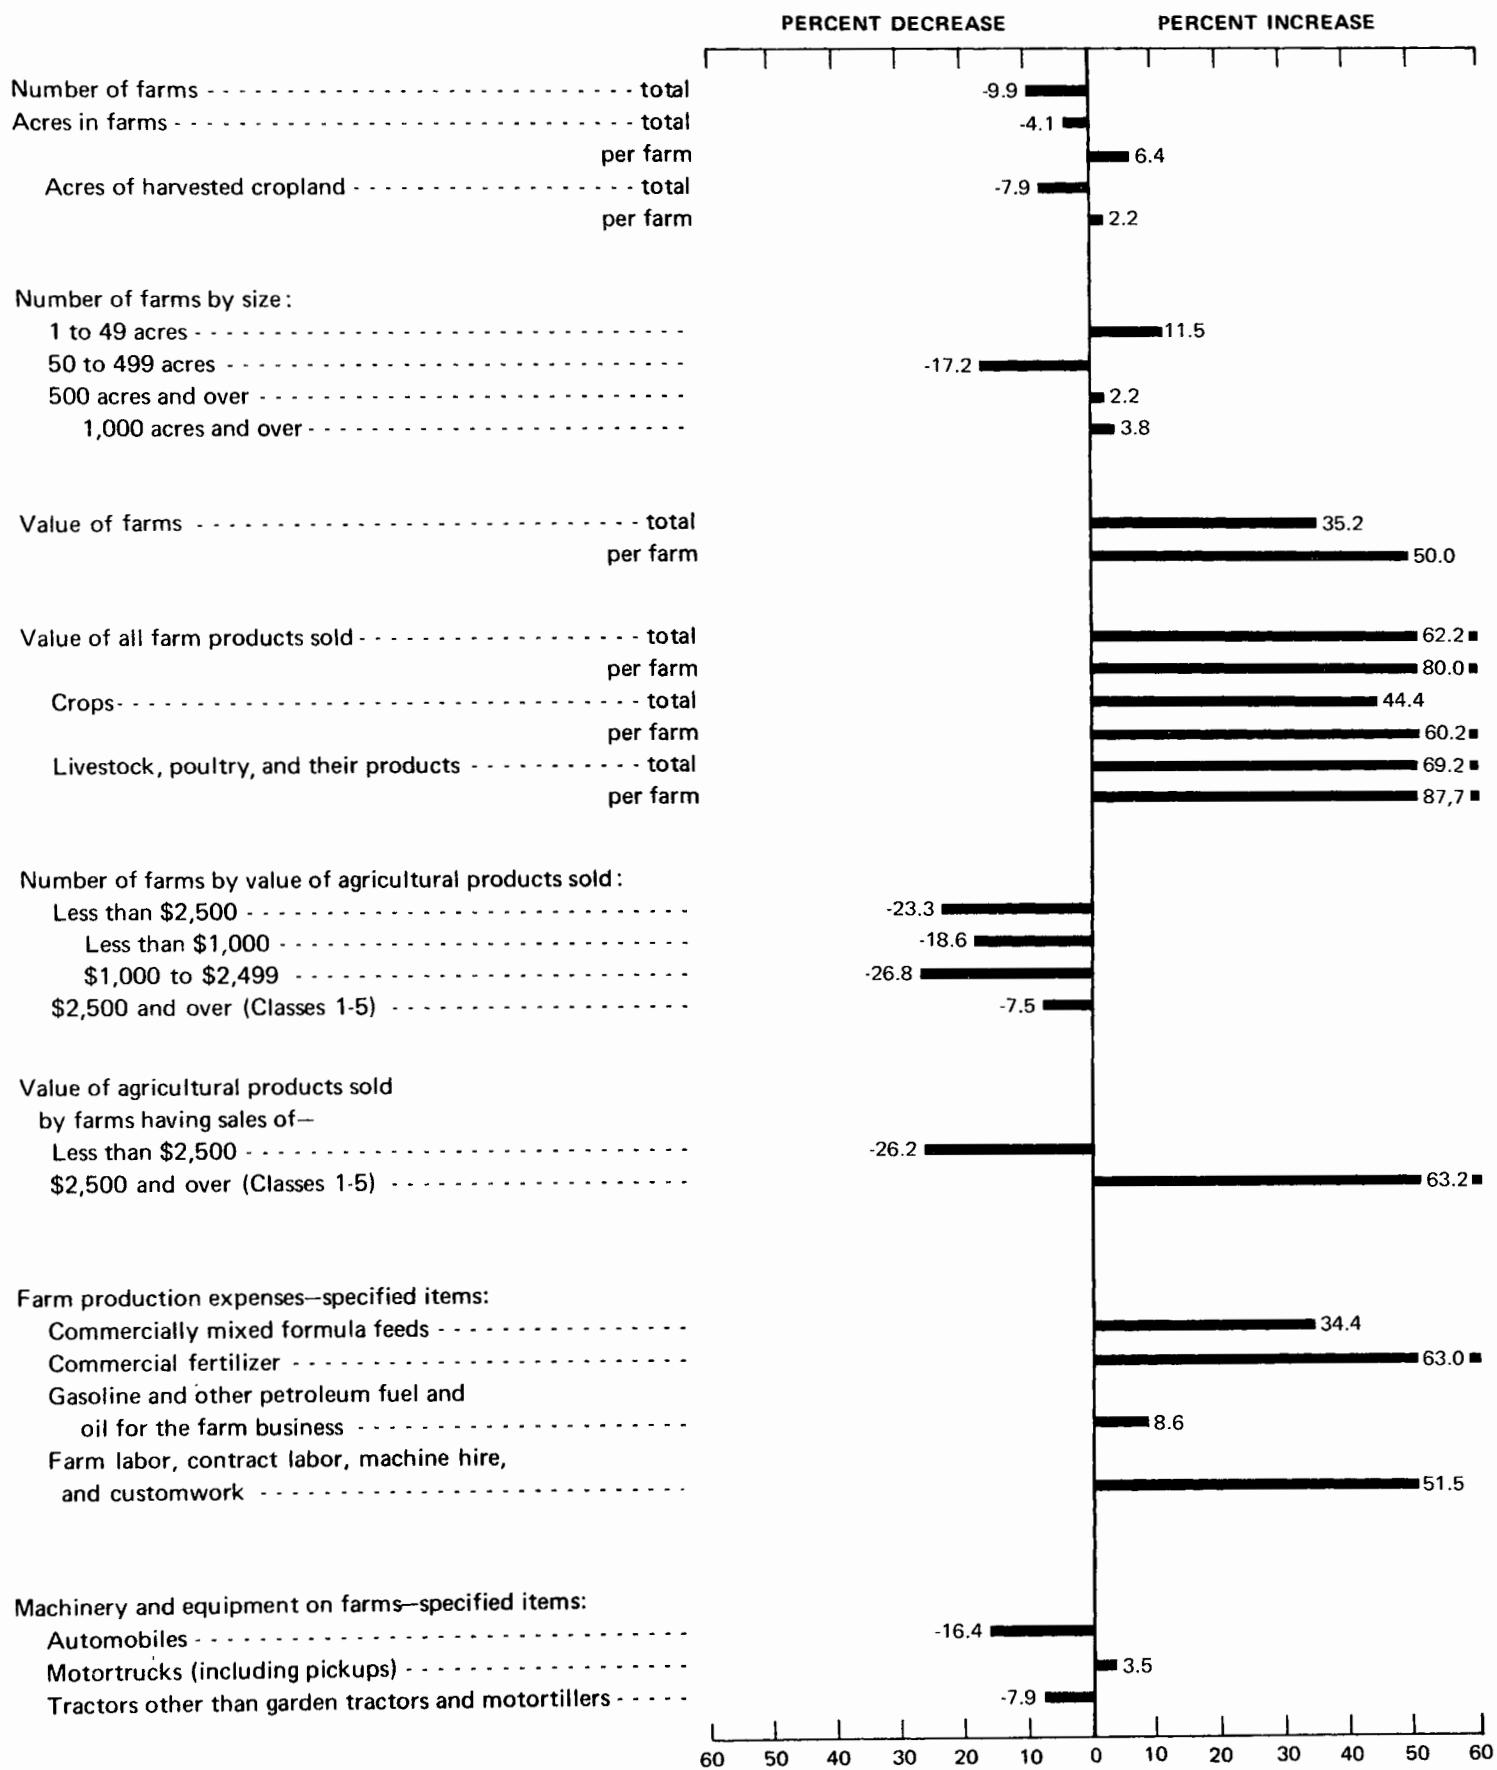 PERCENT DECREASE PERCENT INCREASE
Number of farms - - - - - - - - - - - - - - - - - - - - - - - - - - - total -9.9
Acres in farms - - - - - - - - - - - - - - - - - - - - - - - - - - - - - total -4.1
per farm 6.4
Acres of harvested cropland - - - - - - - - - - - - - - - - - - total -7.9
per farm 2.2
Number of farms by size:
1 to 49 acres - - - - - - - - - - - - - - - - - - - - - - - - - - - - - - - 11.5
50 to 499 acres - - - - - - - - - - - - - - - - - - - - - - - - - - - - - -17.2
500 acres and over - - - - - - - - - - - - - - - - - - - - - - - - - - - 2.2
1,000 acres and over - - - - - - - - - - - - - - - - - - - - - - - - 3.8
Value of farms - - - - - - - - - - - - - - - - - - - - - - - - - - - - total 35.2
per farm 50.0
Value of all farm products sold - - - - - - - - - - - - - - - - - - total 62.2
per farm 80.0
Crops - - - - - - - - - - - - - - - - - - - - - - - - - - - - - - - - - total 44.4
per farm 60.2
Livestock, poultry, and their products - - - - - - - - - - - total 69.2
per farm 87,7
Number of farms by value of agricultural products sold:
Less than $2,500 - - - - - - - - - - - - - - - - - - - - - - - - - - - - -23.3
Less than $1,000 - - - - - - - - - - - - - - - - - - - - - - - - - - -18.6
$1,000 to $2,499 - - - - - - - - - - - - - - - - - - - - - - - - - -26.8
$2,500 and over (Classes 1-5) - - - - - - - - - - - - - - - - - - - -7.5
Value of agricultural products sold
by farms having sales of—
Less than $2,500 - - - - - - - - - - - - - - - - - - - - - - - - - - - - -26.2
$2,500 and over (Classes 1-5) - - - - - - - - - - - - - - - - - - - 63.2
Farm production expenses—specified items:
Commercially mixed formula feeds - - - - - - - - - - - - - - - - 34.4
Commercial fertilizer - - - - - - - - - - - - - - - - - - - - - - - - - 63.0
Gasoline and other petroleum fuel and
oil for the farm business - - - - - - - - - - - - - - - - - - - - - 8.6
Farm labor, contract labor, machine hire,
and customwork - - - - - - - - - - - - - - - - - - - - - - - - - - - 51.5
Machinery and equipment on farms—specified items:
Automobiles - - - - - - - - - - - - - - - - - - - - - - - - - - - - - - - -16.4
Motortrucks (including pickups) - - - - - - - - - - - - - - - - - - 3.5
Tractors other than garden tractors and motortillers - - - - - -7.9
60 50 40 30 20 10 0 10 20 30 40 50 60